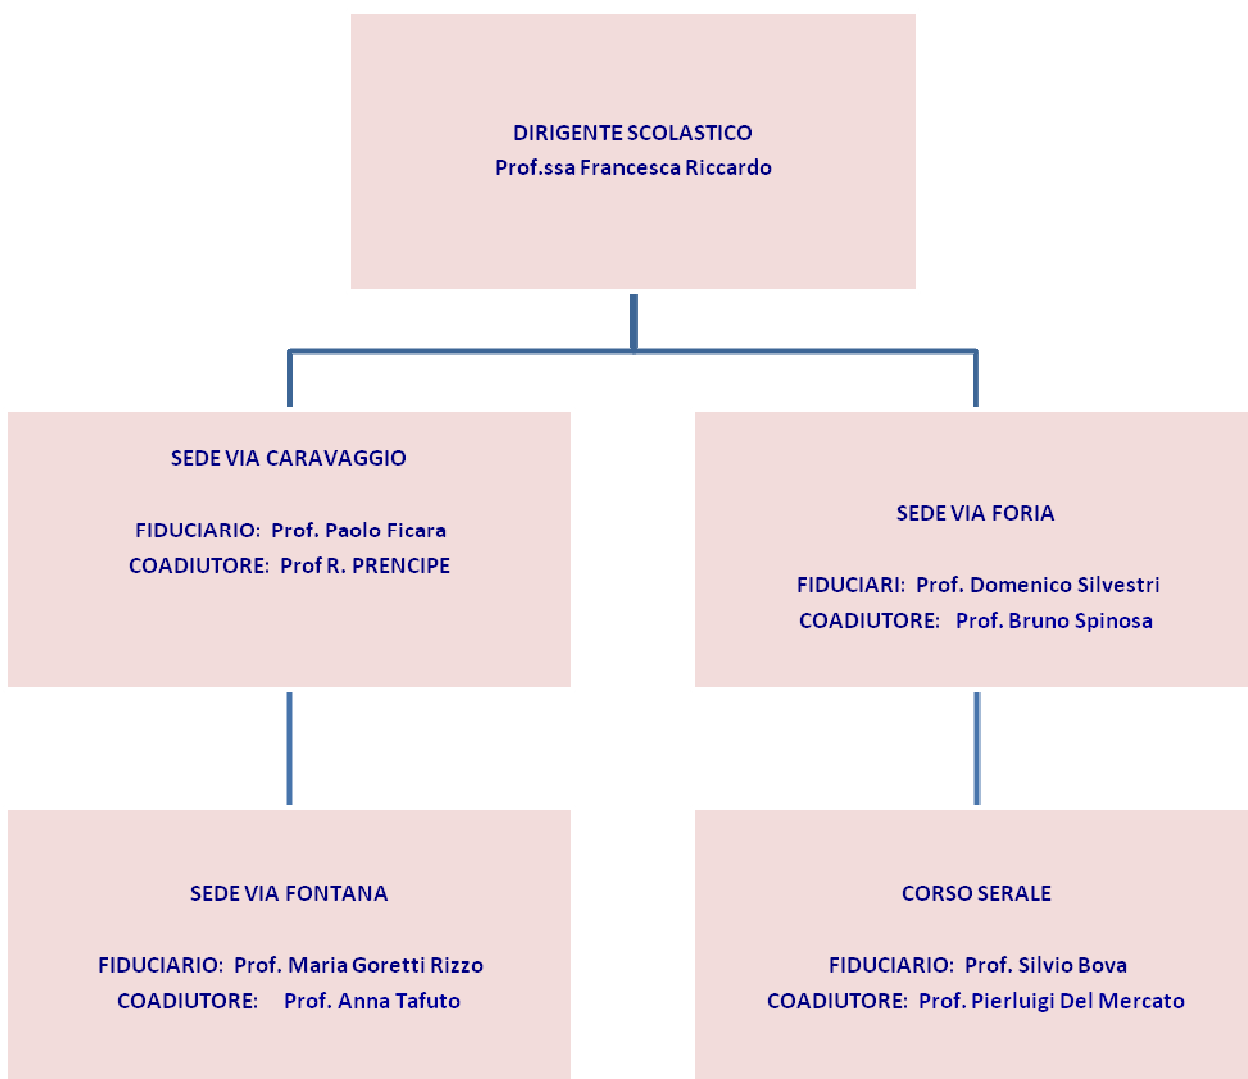 DIRIGENTE SCOLASTICO
Prof.ssa Francesca Riccardo
SEDE VIA CARAVAGGIO
FIDUCIARIO: Prof. Paolo Ficara
COADIUTORE: Prof R. PRENCIPE
SEDE VIA FORIA
FIDUCIARI: Prof. Domenico Silvestri
COADIUTORE: Prof. Bruno Spinosa
SEDE VIA FONTANA
FIDUCIARIO: Prof. Maria Goretti Rizzo
COADIUTORE: Prof. Anna Tafuto
CORSO SERALE
FIDUCIARIO: Prof. Silvio Bova
COADIUTORE: Prof. Pierluigi Del Mercato